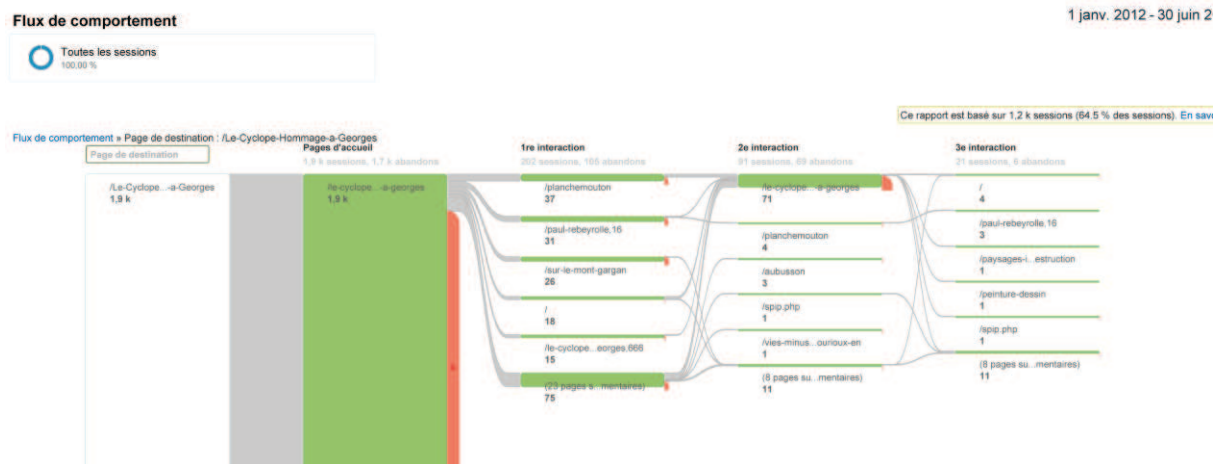 Flux de comportement
1 janv. 2012 - 30 juin 2
Toutes les sessions
100,00 %
Ce rapport est basé sur 1,2 k sessions (64.5 % des sessions). En sav
Flux de comportement » Page de destination : /Le-Cyclope-Hommage-a-Georges
Page de destination
/Le-Cyclope...-a-Georges
1,9 k
Pages d'accueil
1,9 k sessions, 1,7 k abandons
/le-cyclope...-a-georges
1,9 k
1re interaction
202 sessions, abandons
/planchemouton
37
/paul-rebeyrolle,16
31
/sur-le-mont-gargan
26
/
18
/le-cyclope...eorges,666
15
(23 pages s...mentaires)
75
2e interaction
91 sessions, abandons
/le-cyclope...-a-georges
71
/planchemouton
4
/aubusson
3
/spip.php
1
/vies-minus...ourioux-en
1
pages su...mentaires)
11
3e interaction
21 sessions, 6 abandons
/
4
/paul-rebeyrolle,16
3
/paysages-i...estruction
1
/peinture-dessin
1
/spip.php
1
(8 pages su...mentaires)
11